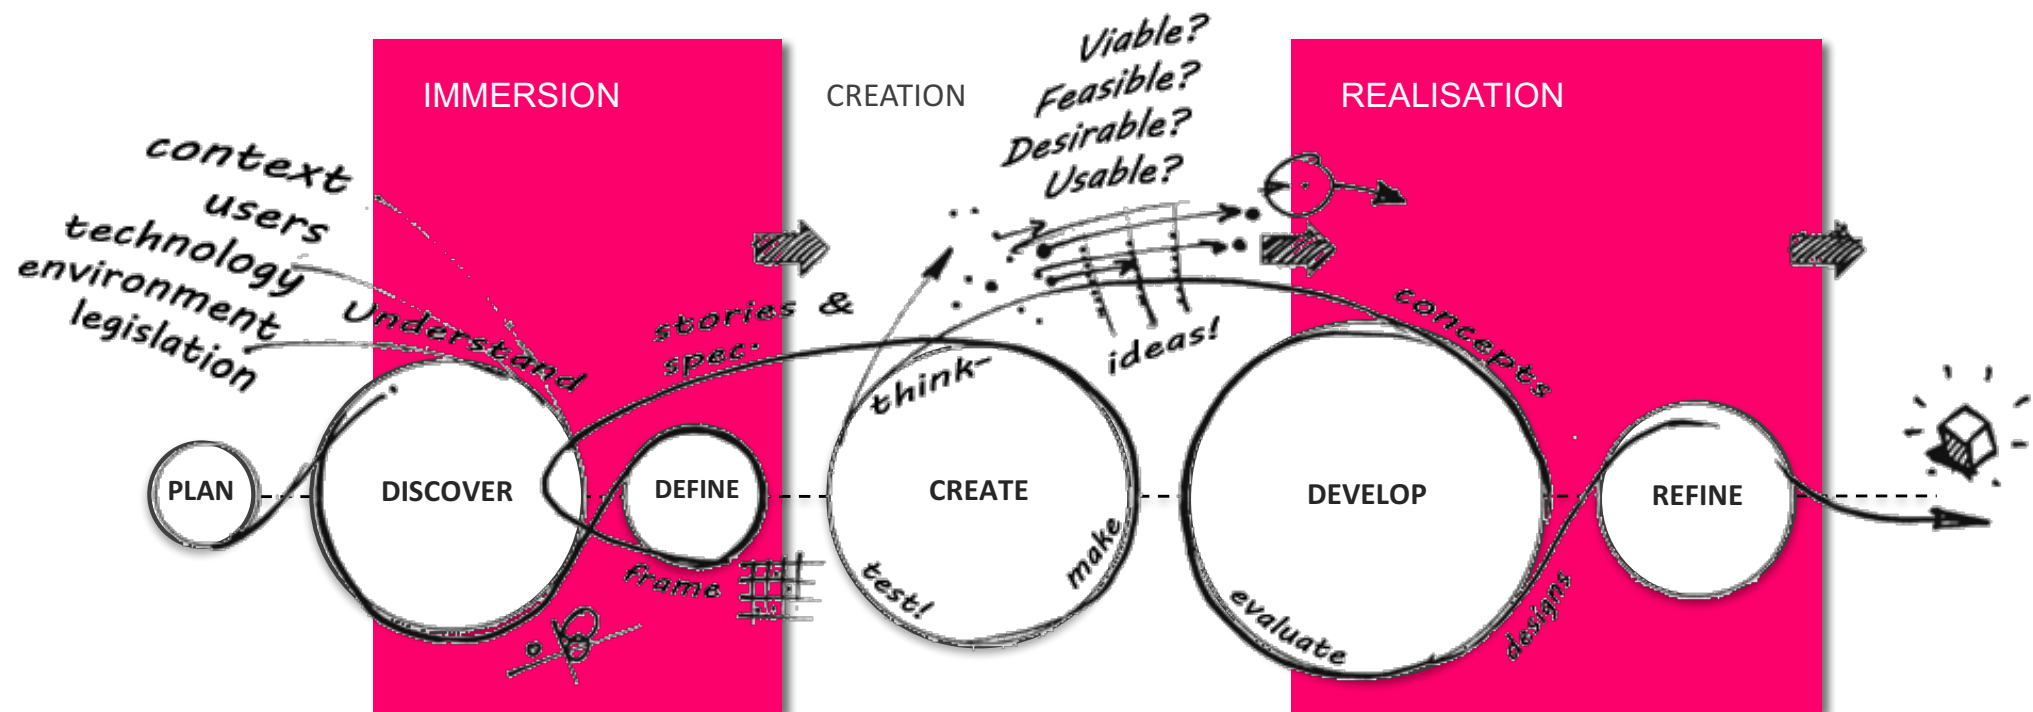 IMMERSION
CREATION
REALISATION
Viable?
Feasible?
Desirable?
Usable?
context
users
technology
environment
legislation
Understand
stories &
spec.
think-
ideas!
concepts
PLAN
DISCOVER
DEFINE
CREATE
DEVELOP
REFINE
frame
test!
make
evaluate
designs